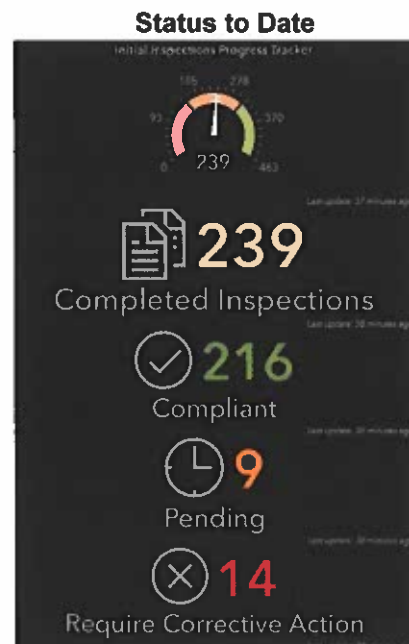 Status to Date
Initial Inspections Progress Tracker
185 278
93 370
0 463
239
239
Completed Inspections
216
Compliant
9
Pending
14
Require Corrective Action